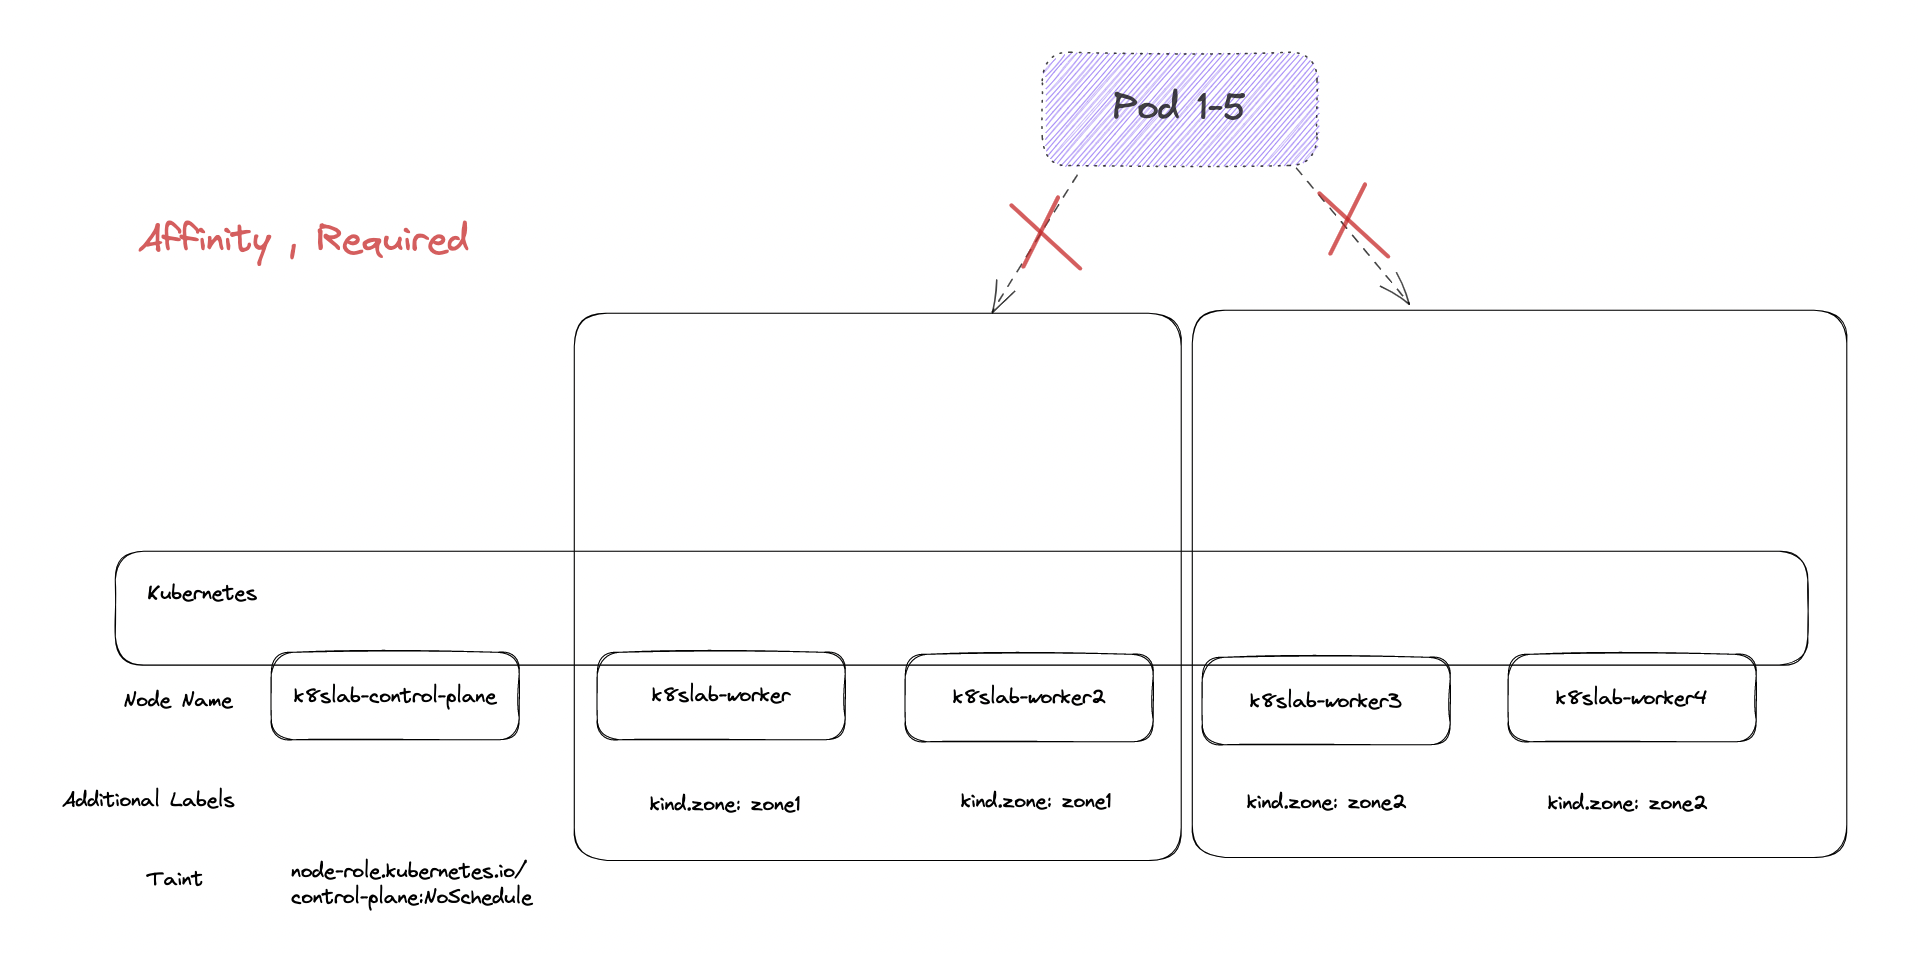 Pod 1-5
Affinity , Required
Kubernetes
Node Name
k8slab-control-plane
k8slab-worker
k8slab-worker2
k8slab-worker3
k8slab-worker4
Additional Labels
kind.zone: zone1
kind.zone: zone1
kind.zone: zone2
kind.zone: zone2
Taint
node-role.kubernetes.io/
control-plane:NoSchedule